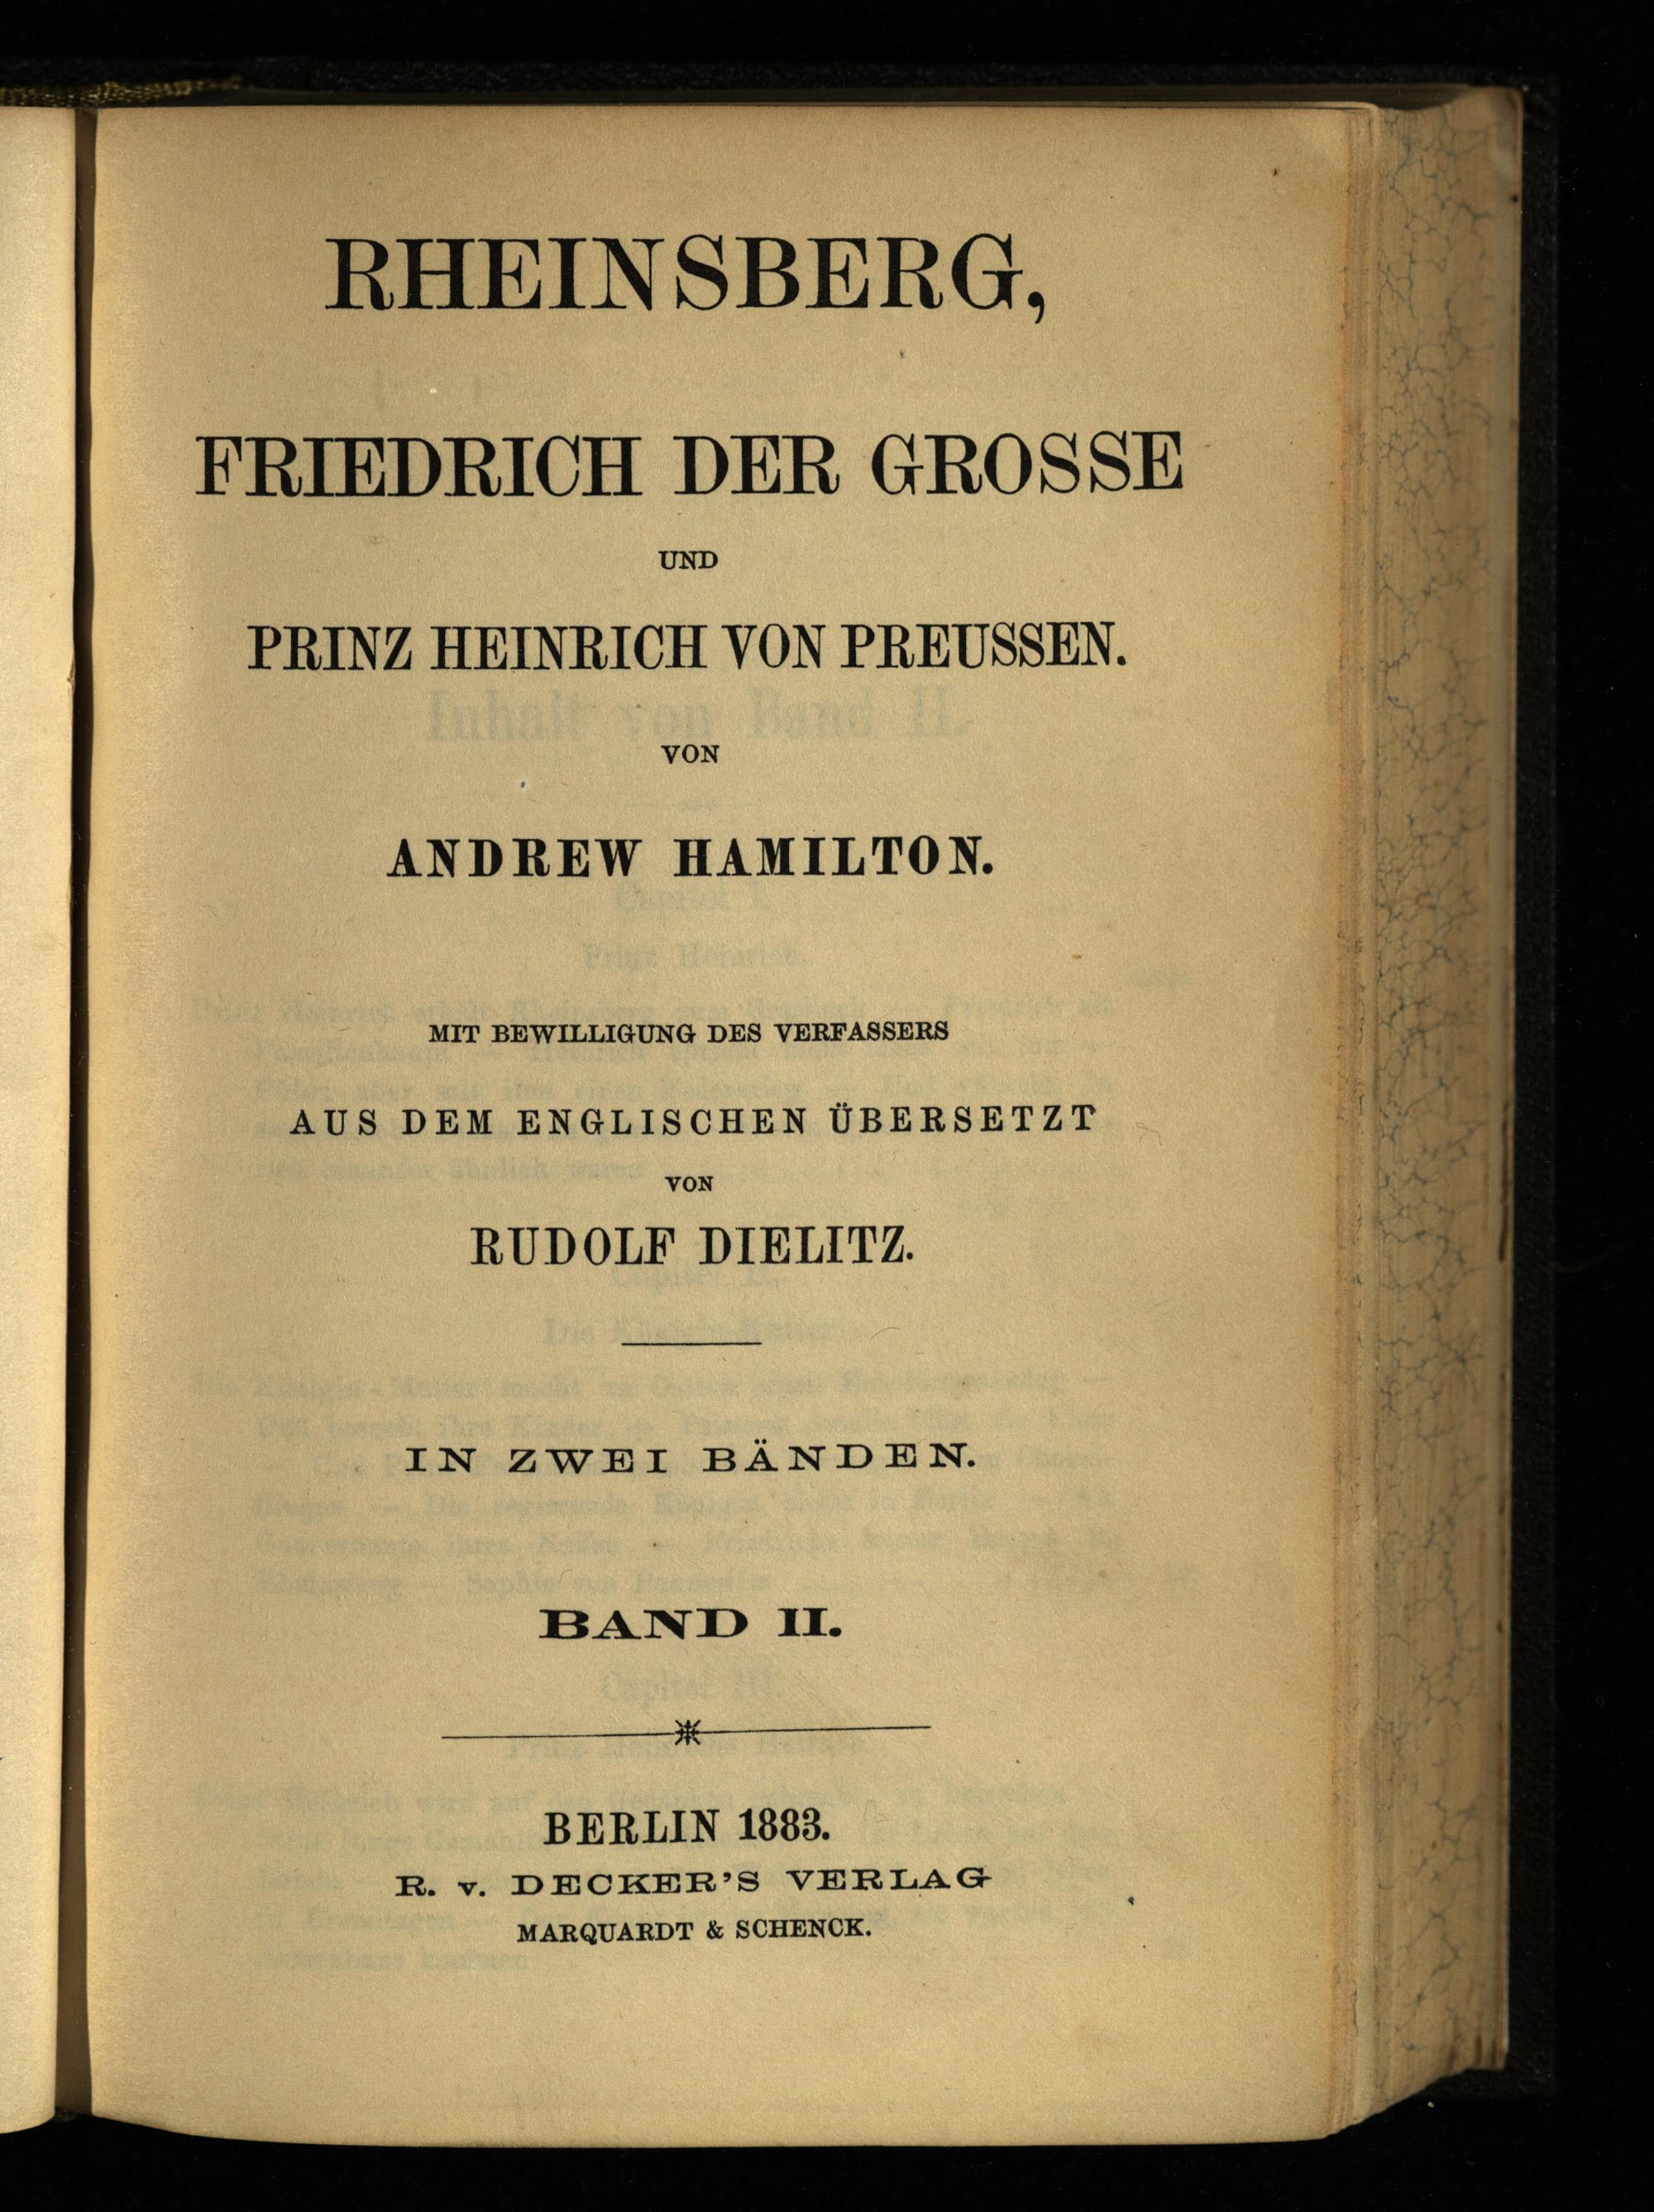 RHEINSBERG,
FRIEDRICH DER GROSSE
UND
PRINZ HEINRICH VON PREUSSEN.
VON
ANDREW HAMILTON.
MIT BEWILLIGUNG DES VERFASSERS
AUS DEM ENGLISCHEN ÜBERSETZT
VON
RUDOLF DIELITZ.
IN ZWEI BÄNDEN.
BAND II.
BERLIN 1883.
R. v. DECKER'S VERLAG
MARQUARDT & SCHENCK.